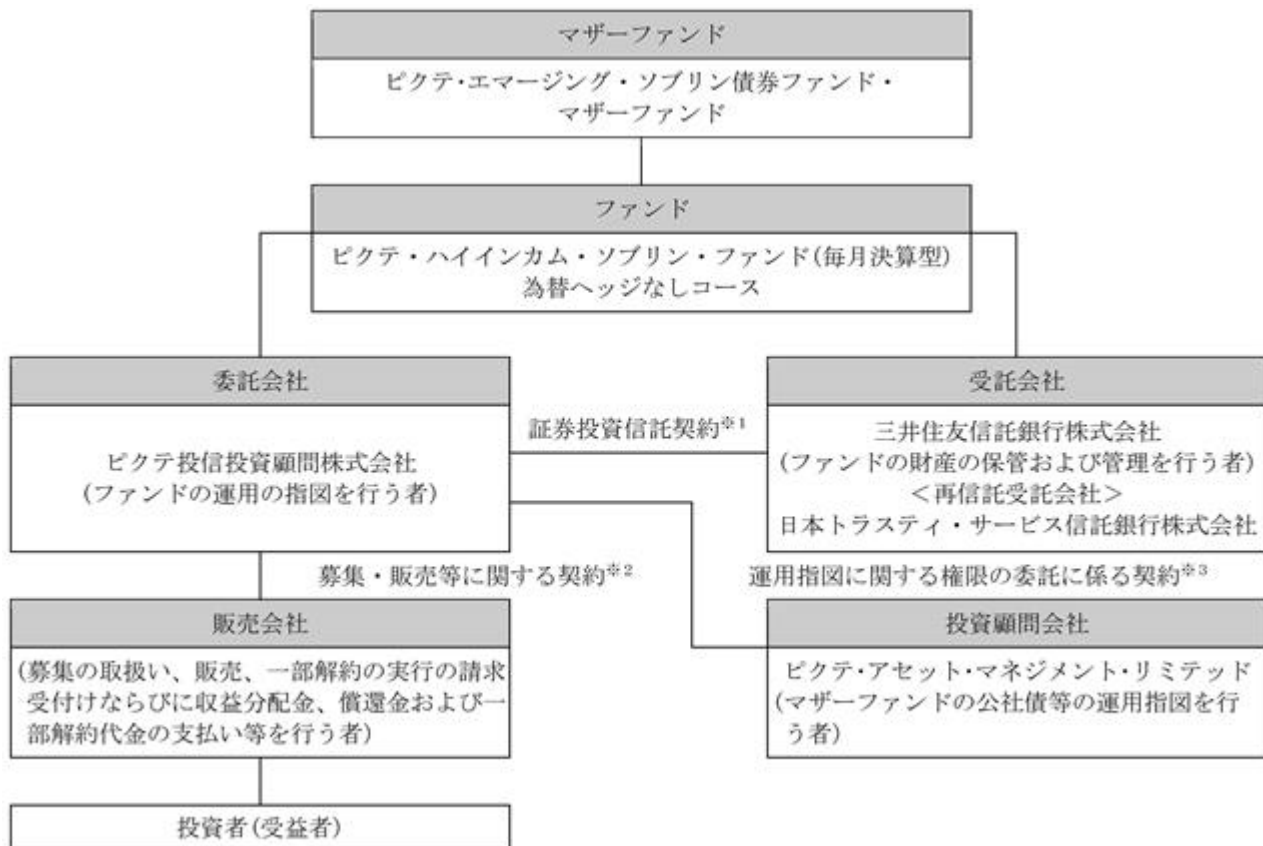 マザーファンド
ピクテ・エマージング・ソブリン債券ファンド・
マザーファンド
ファンド
ピクテ・ハイインカム・ソブリン・ファンド(毎月決算型)
為替ヘッジなしコース
委託会社
ピクテ投信投資顧問株式会社
(ファンドの運用の指図を行う者)
証券投資信託契約※1
受託会社
三井住友信託銀行株式会社
(ファンドの財産の保管および管理を行う者)
＜再信託受託会社＞
日本トラスティ・サービス信託銀行株式会社
募集・販売等に関する契約※2
運用指図に関する権限の委託に係る契約※3
販売会社
(募集の取扱い、販売、一部解約の実行の請求
受付けならびに収益分配金、償還金および一
部解約代金の支払い等を行う者)
投資顧問会社
ピクテ・アセット・マネジメント・リミテッド
(マザーファンドの公社債等の運用指図を行
う者)
投資者(受益者)